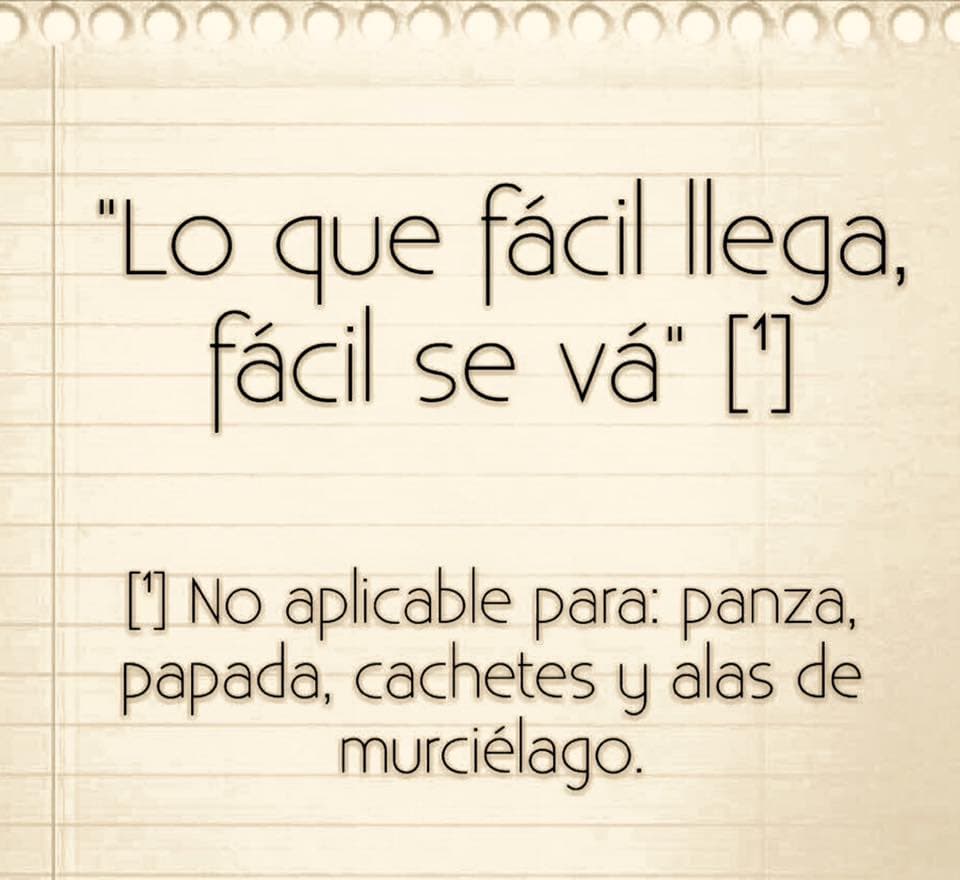 "Lo que fácil llega,
fácil se vá" [¹]
[¹] No aplicable para: panza,
papada, cachetes y alas de
murciélago.